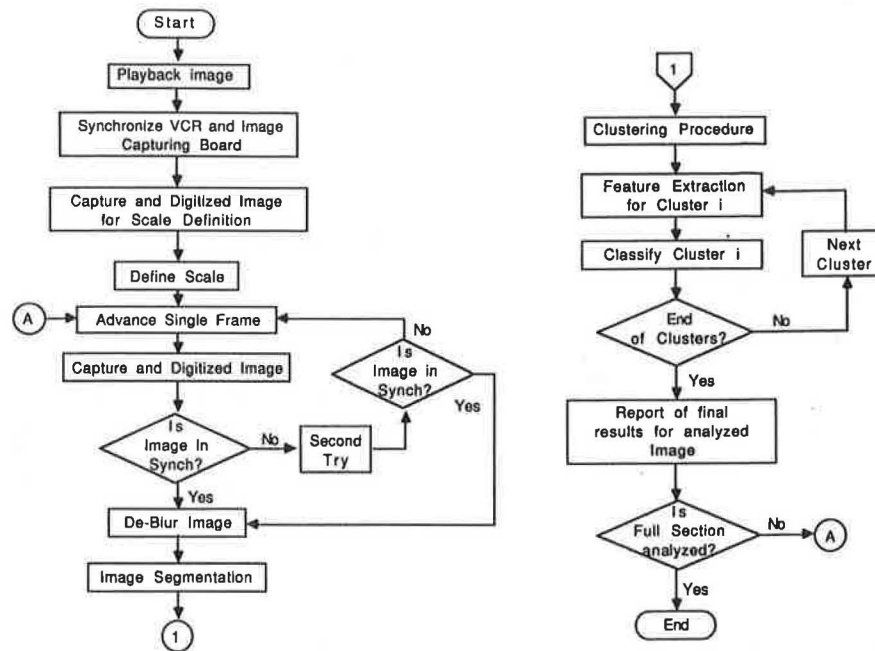 Start
Playback image
Synchronize VCR and Image
Capturing Board
Capture and Digitized Image
for Scale Definition
Define Scale
A
Advance Single Frame
Capture and Digitized Image
Is
Image In
Synch?
No
Second
Try
Is
Image in
Synch?
No
Yes
Yes
De-Blur Image
Image Segmentation
1
1
Clustering Procedure
Feature Extraction
for Cluster i
Classify Cluster i
Next
Cluster
End
of Clusters?
No
Yes
Report of final
results for analyzed
Image
Is
Full Section
analyzed?
No
A
Yes
End